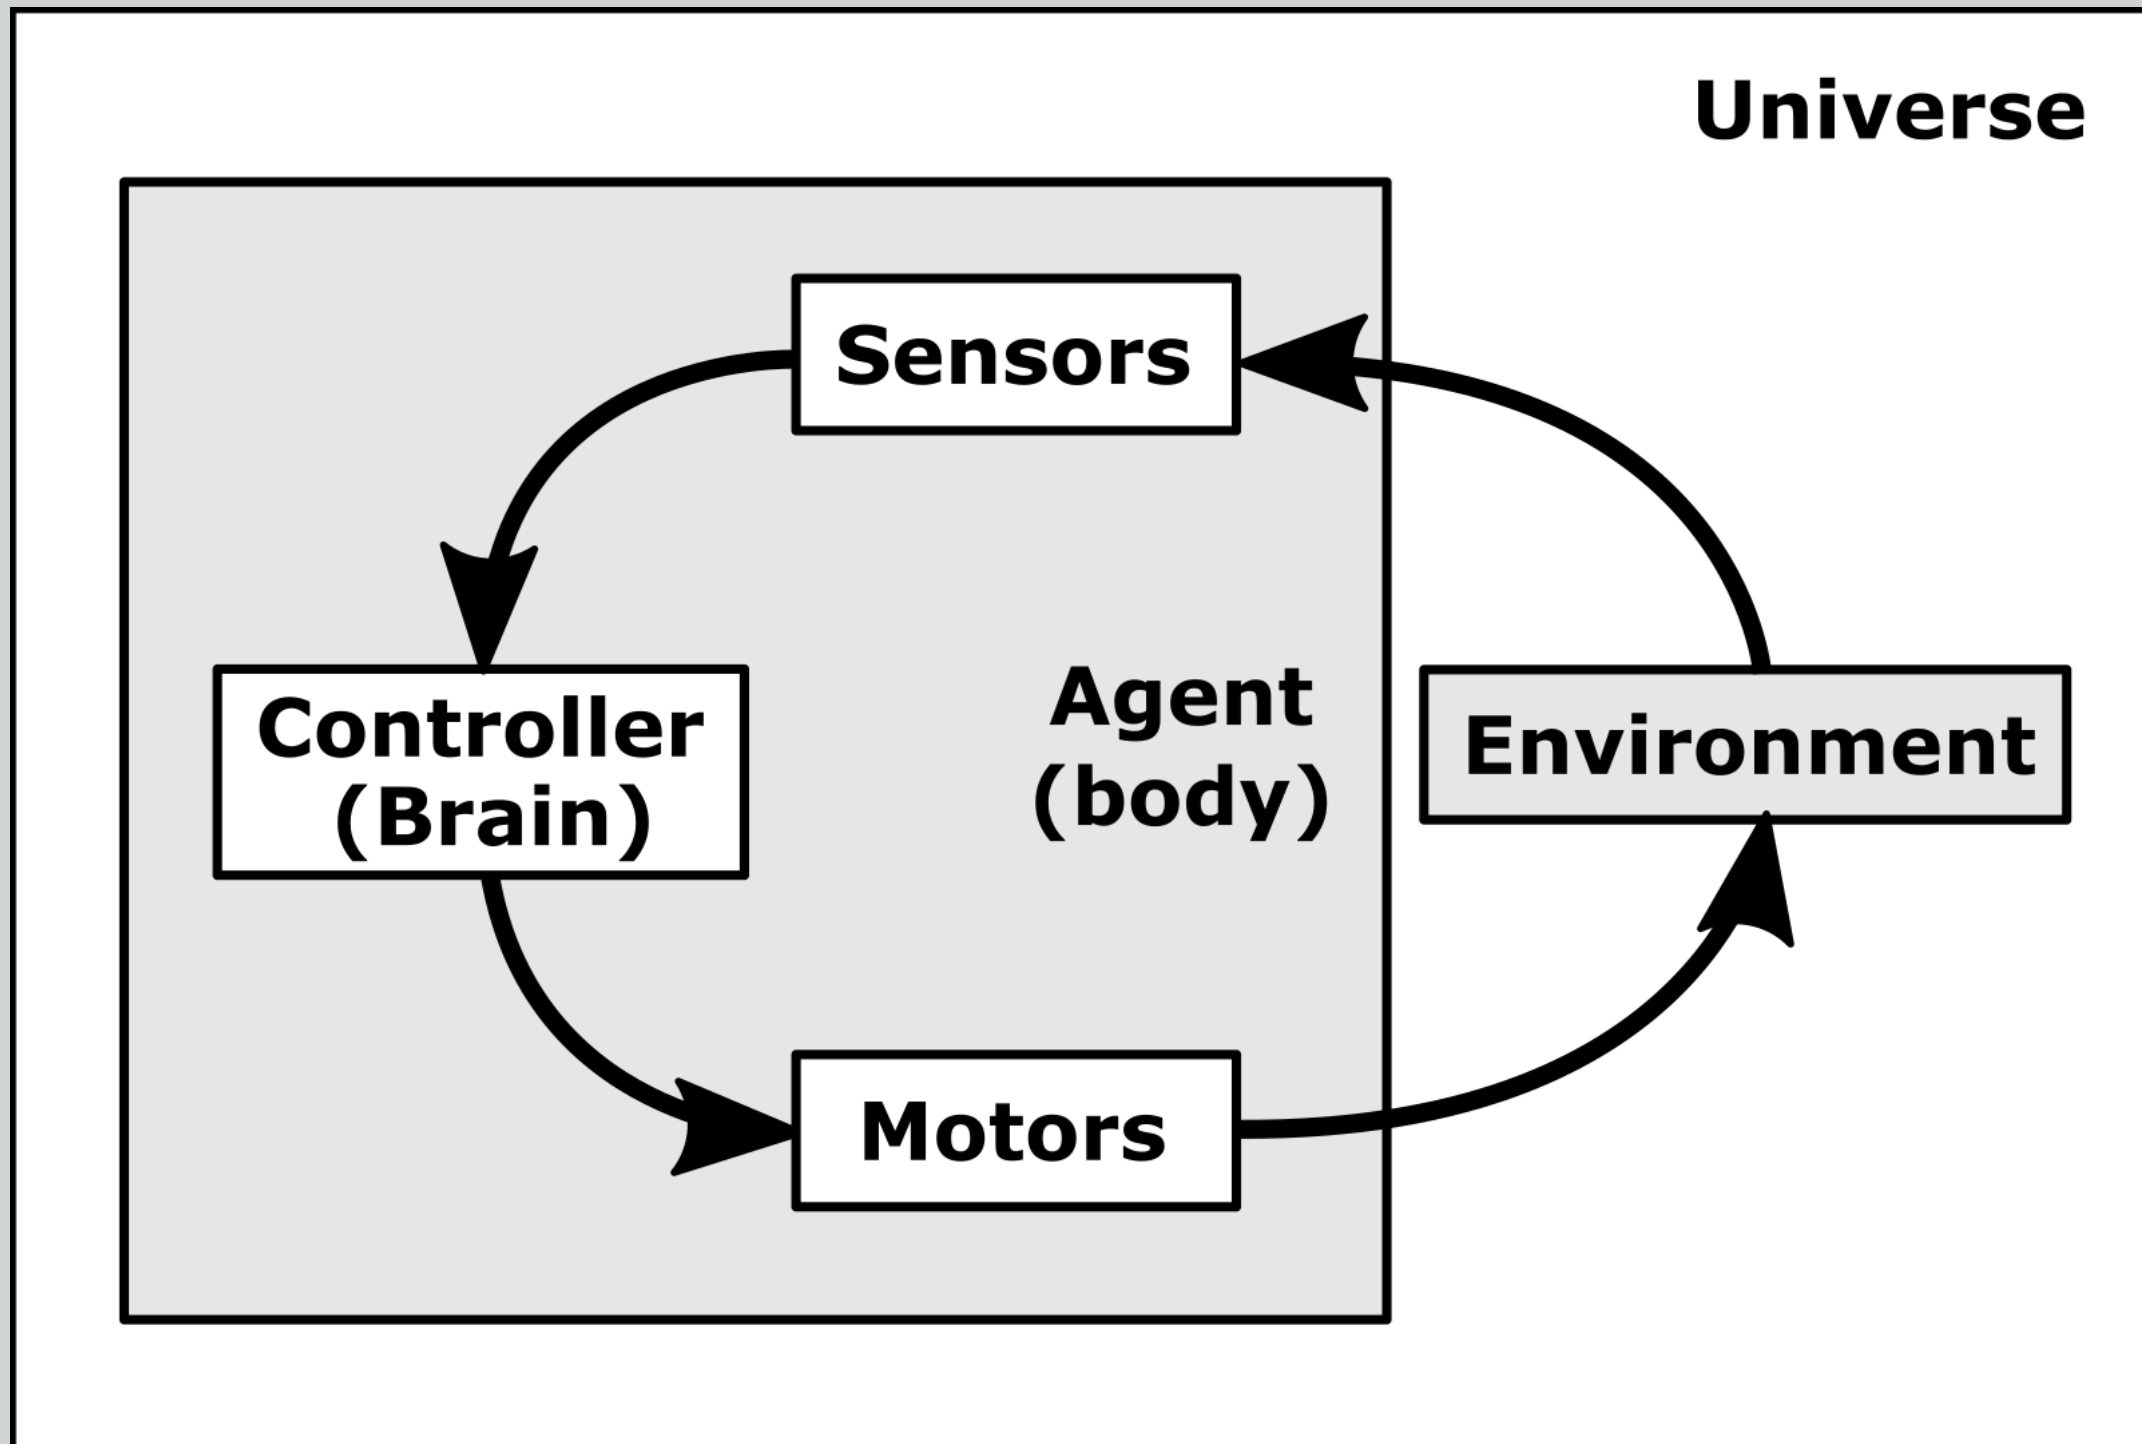 Universe
Sensors
Controller
(Brain)
Agent
(body)
Environment
Motors